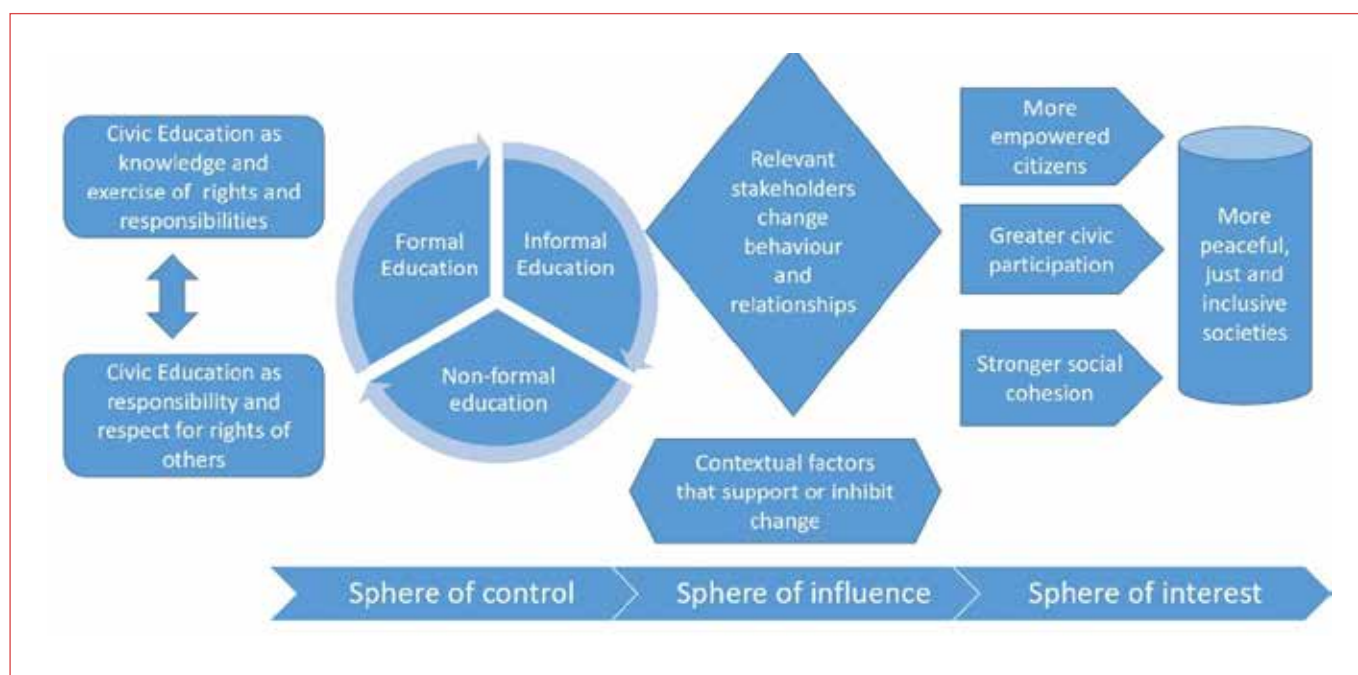 Civic Education as
knowledge and
exercise of rights and
responsibilities
Civic Education as
responsibility and
respect for rights of
others
Formal
Education
Informal
Education
Non-formal
education
Relevant
stakeholders
change
behaviour
and
relationships
Contextual factors
that support or inhibit
change
More
empowered
citizens
Greater civic
participation
Stronger social
cohesion
More
peaceful,
just and
inclusive
societies
Sphere of control
Sphere of influence
Sphere of interest